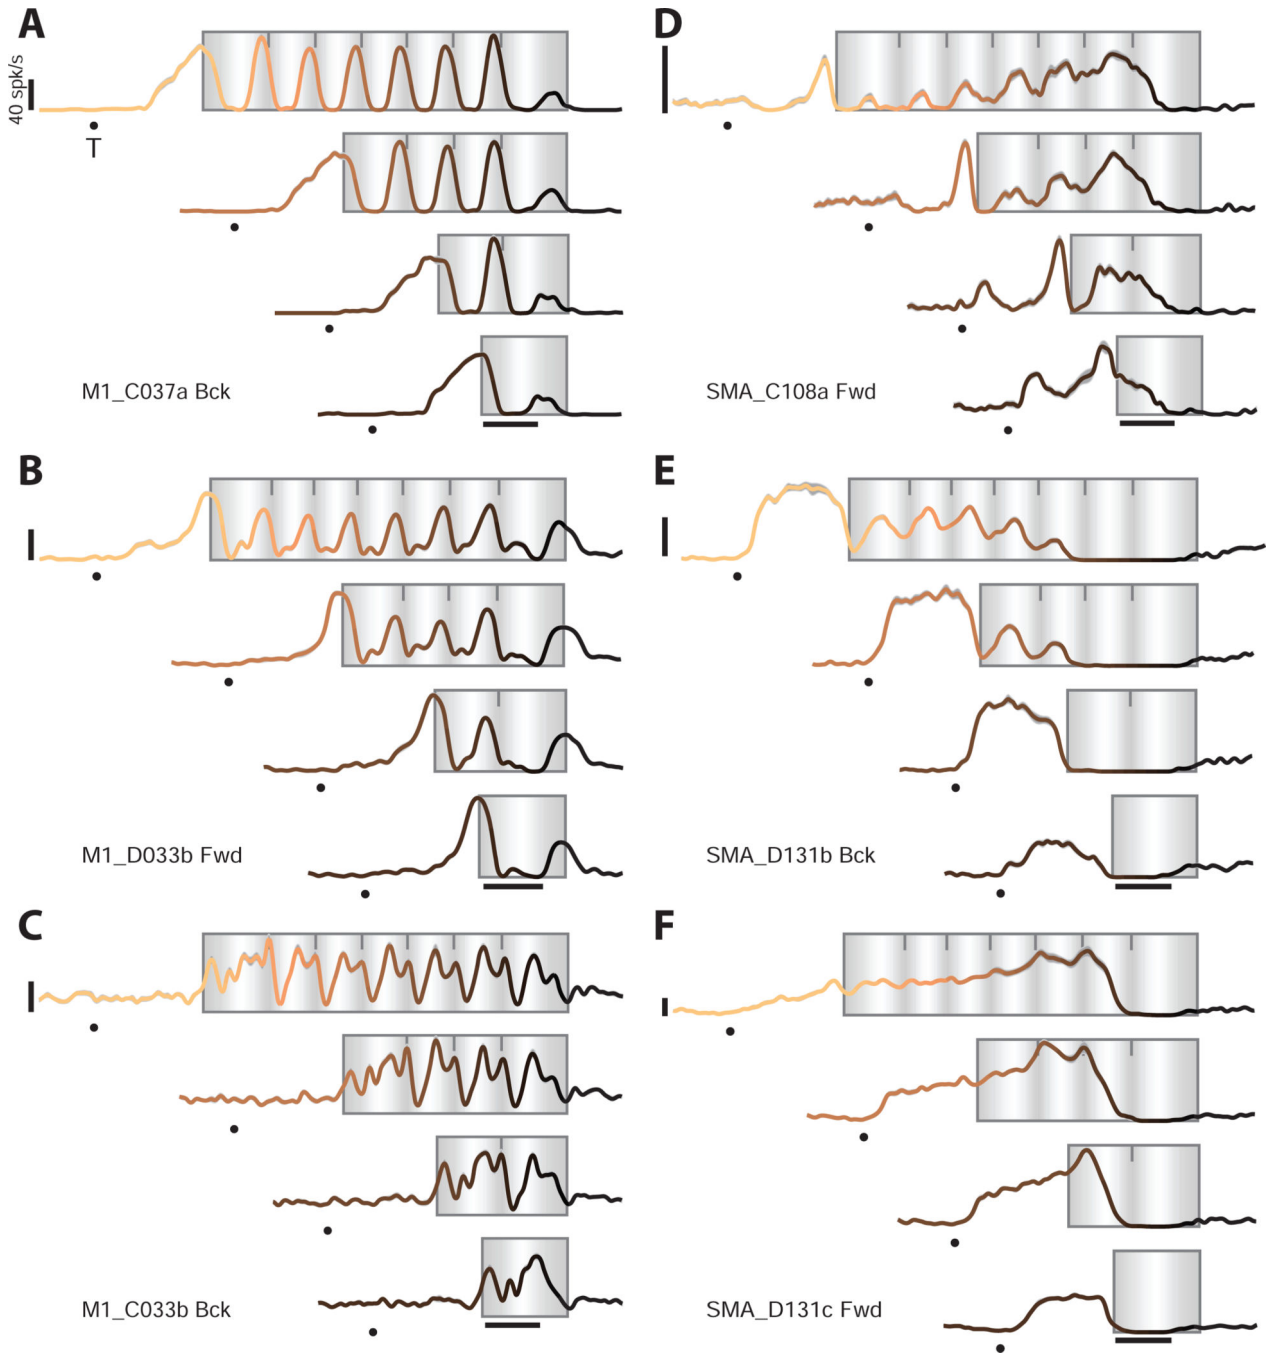 A
40 spk/s
T
M1_C037a Bck
B
M1_D033b Fwd
C
M1_C033b Bck
D
SMA_C108a Fwd
E
SMA_D131b Bck
F
SMA_D131c Fwd